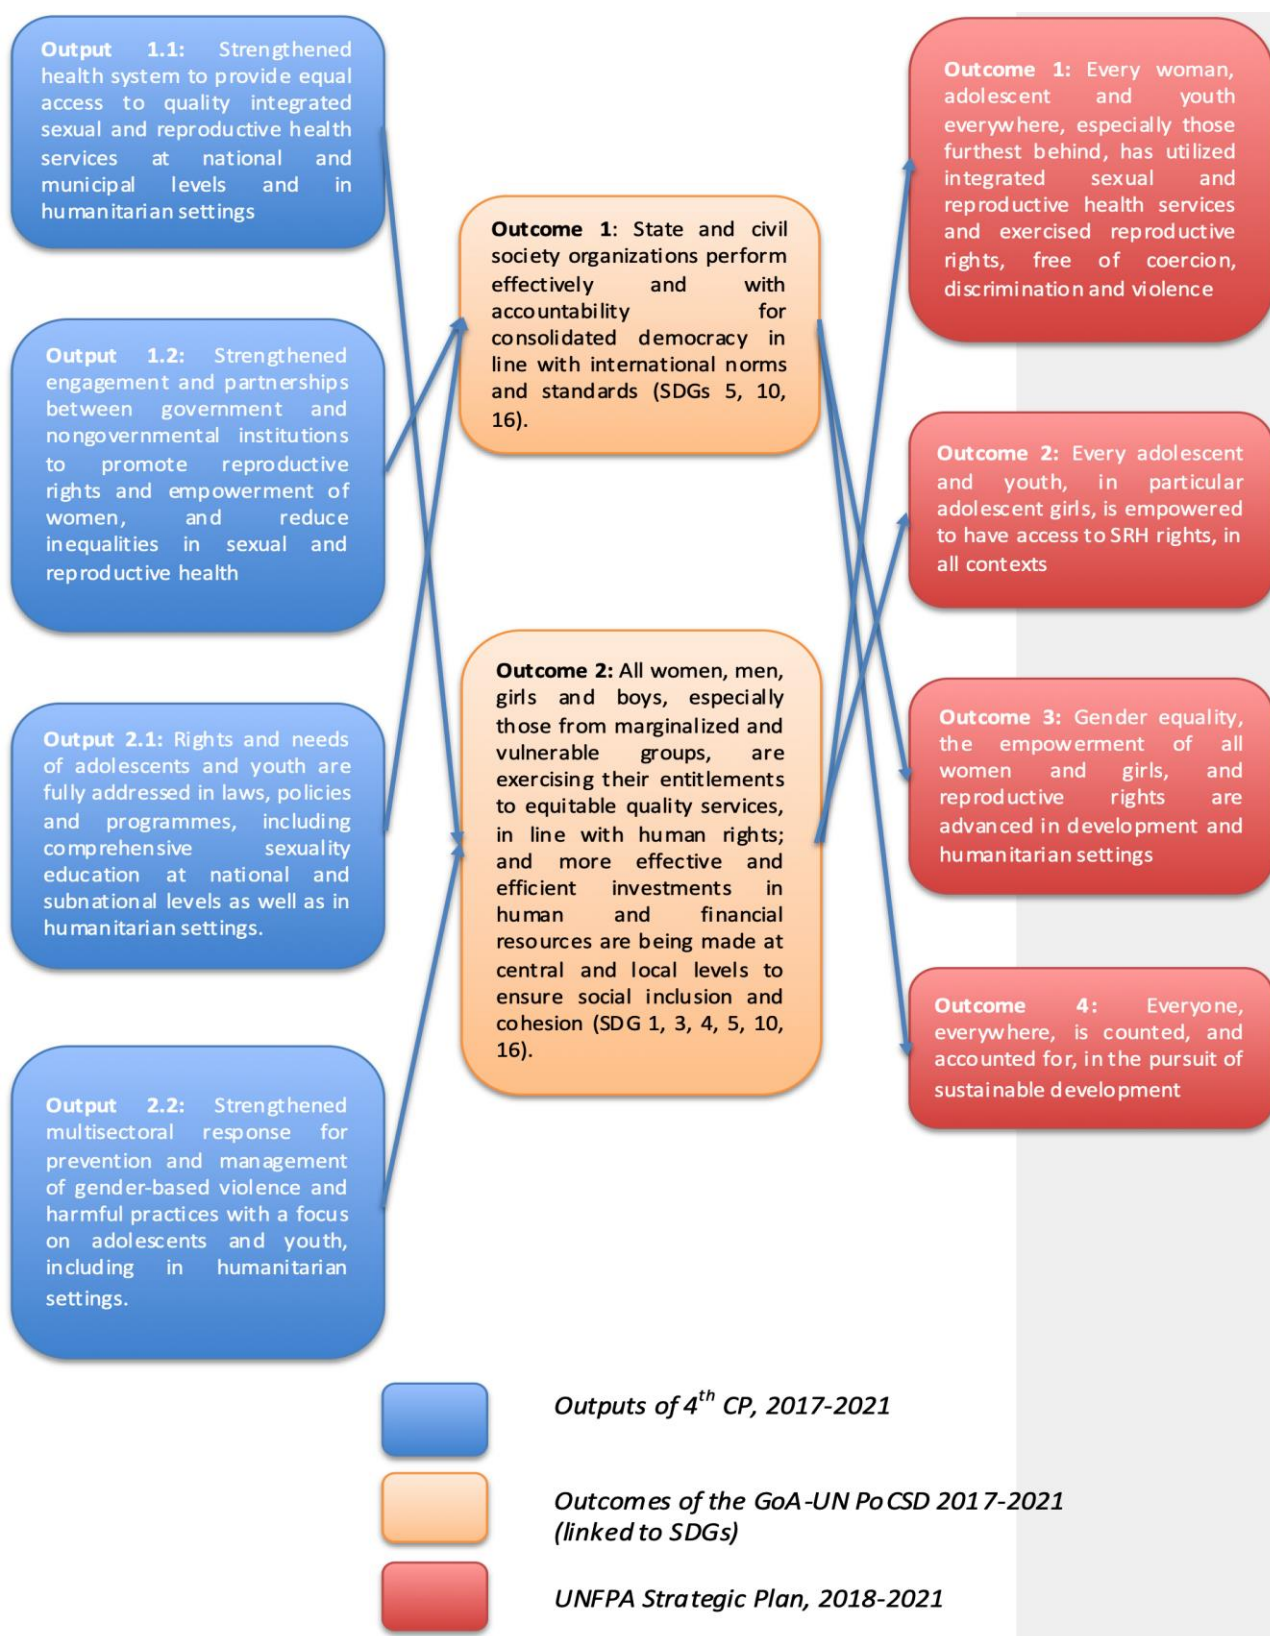 Output 1.1: Strengthened
health system to provide equal
access to quality integrated
sexual and reproductive health
services at national and
municipal levels and in
humanitarian settings
Output 1.2: Strengthened
engagement and partnerships
between government and
nongovernmental institutions
to promote reproductive
rights and empowerment of
women, and reduce
inequalities in sexual and
reproductive health
Output 2.1: Rights and needs
of adolescents and youth are
fully addressed in laws, policies
and programmes, including
comprehensive sexuality
education at national and
subnational levels as well as in
humanitarian settings.
Output 2.2: Strengthened
multisectoral response for
prevention and management
of gender-based violence and
harmful practices with a focus
on adolescents and youth,
including in humanitarian
settings.
Outcome 1: State and civil
society organizations perform
effectively and with
accountability for
consolidated democracy in
line with international norms
and standards (SDGs 5, 10,
16).
Outcome 2: All women, men,
girls and boys, especially
those from marginalized and
vulnerable groups, are
exercising their entitlements
to equitable quality services,
in line with human rights;
and more effective and
efficient investments in
human and financial
resources are being made at
central and local levels to
ensure social inclusion and
cohesion (SDG 1, 3, 4, 5, 10,
16).
Outcome 1: Every woman,
adolescent and youth
everywhere, especially those
furthest behind, has utilized
integrated sexual and
reproductive health services
and exercised reproductive
rights, free of coercion,
discrimination and violence
Outcome 2: Every adolescent
and youth, in particular
adolescent girls, is empowered
to have access to SRH rights, in
all contexts
Outcome 3: Gender equality,
the empowerment of all
women and girls, and
reproductive rights are
advanced in development and
humanitarian settings
Outcome 4: Everyone,
everywhere, is counted, and
accounted for, in the pursuit of
sustainable development
Outputs of 4th CP, 2017-2021
Outcomes of the GoA-UN PoCSD 2017-2021
(linked to SDGs)
UNFPA Strategic Plan, 2018-2021